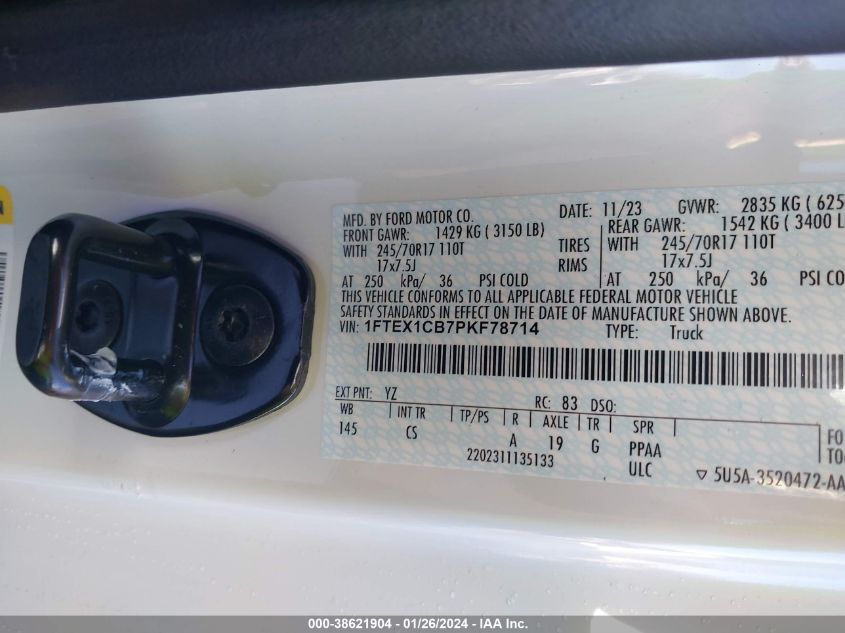 MFD. BY FORD MOTOR CO.
DATE: 11/23 GVWR: 2835 KG ( 625
FRONT GAWR: 1429 KG ( 3150 LB)
REAR GAWR: 1542 KG ( 3400 L
WITH 245/70R17 110T TIRES WITH 245/70R17 110T
17x7.5J RIMS 17x7.5J
AT 250 kPa/ 36 PSI COLD AT 250 kPa/ 36 PSI CO
THIS VEHICLE CONFORMS TO ALL APPLICABLE FEDERAL MOTOR VEHICLE
SAFETY STANDARDS IN EFFECT ON THE DATE OF MANUFACTURE SHOWN ABOVE.
VIN: 1FTEX1CB7PKF78714 TYPE: Truck
EXT PNT: YZ RC: 83 DSO:
WB INT TR TP/PS R AXLE TR SPR
145 CS A 19 G PPAA
2202311135133 ULC
FO
TO
5U5A-3520472-AA
000-38621904 - 01/26/2024 - IAA Inc.